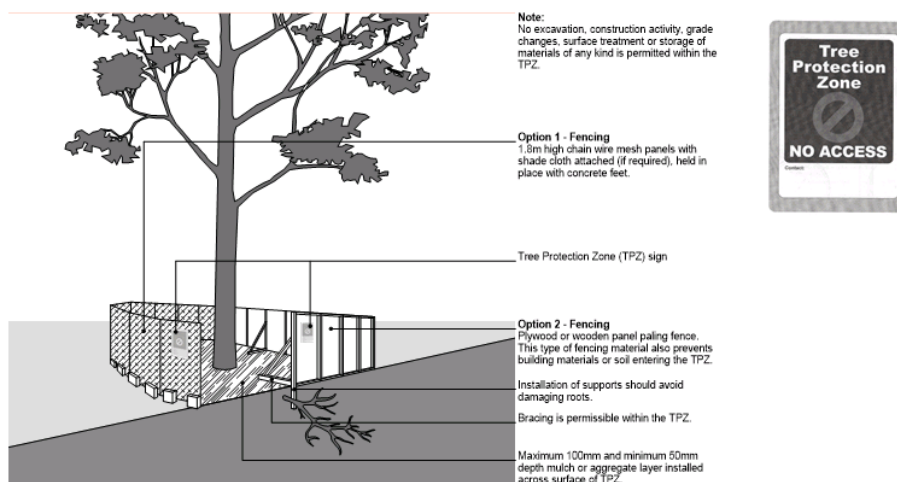 Note:
No excavation, construction activity, grade
changes, surface treatment or storage of
materials of any kind is permitted within the
TPZ.
Option 1 - Fencing
1.8m high chain wire mesh panels with
shade cloth attached (if required), held in
place with concrete feet.
Tree Protection Zone (TPZ) sign
Option 2 - Fencing
Plywood or wooden panel paling fence.
This type of fencing material also prevents
building materials or soil entering the TPZ.
Installation of supports should avoid
damaging roots.
Bracing is permissible within the TPZ.
Maximum 100mm and minimum 50mm
depth mulch or aggregate layer installed
across surface of TPZ.
Tree
Protection
Zone
NO ACCESS
Contact: